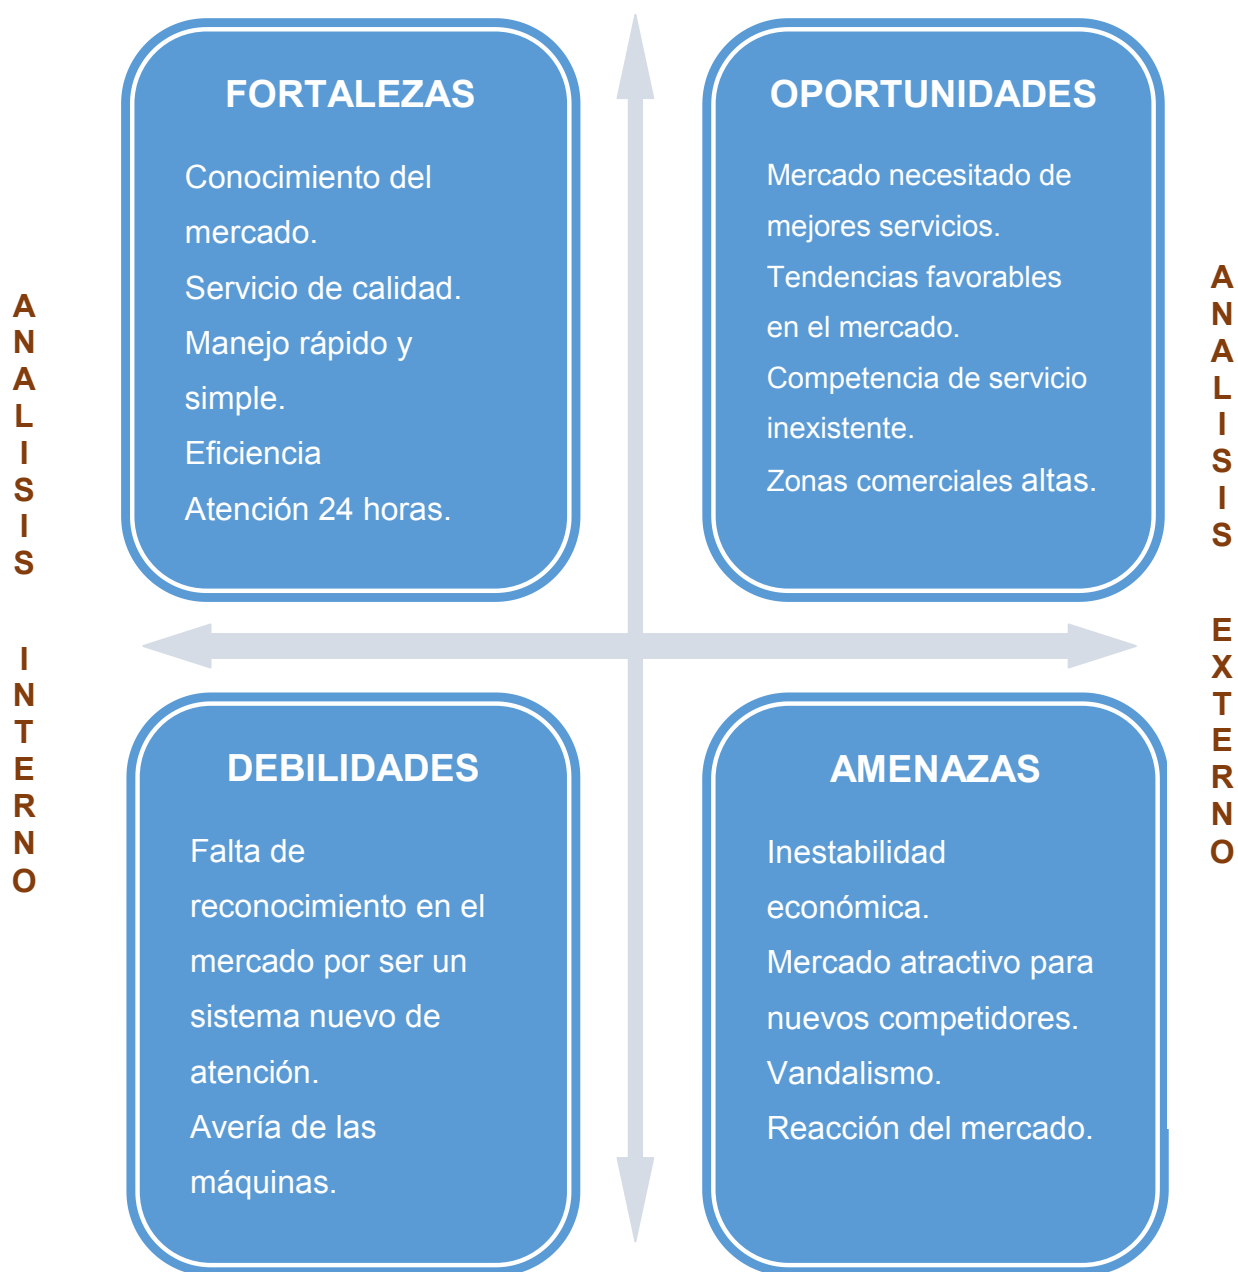 FORTALEZAS
Conocimiento del
mercado.
Servicio de calidad.
Manejo rápido y
simple.
Eficiencia
Atención 24 horas.
OPORTUNIDADES
Mercado necesitado de
mejores servicios.
Tendencias favorables
en el mercado.
Competencia de servicio
inexistente.
Zonas comerciales altas.
ANALISIS INTERNO
ANALISIS EXTERNO
DEBILIDADES
Falta de
reconocimiento en el
mercado por ser un
sistema nuevo de
atención.
Avería de las
máquinas.
AMENAZAS
Inestabilidad
económica.
Mercado atractivo para
nuevos competidores.
Vandalismo.
Reacción del mercado.